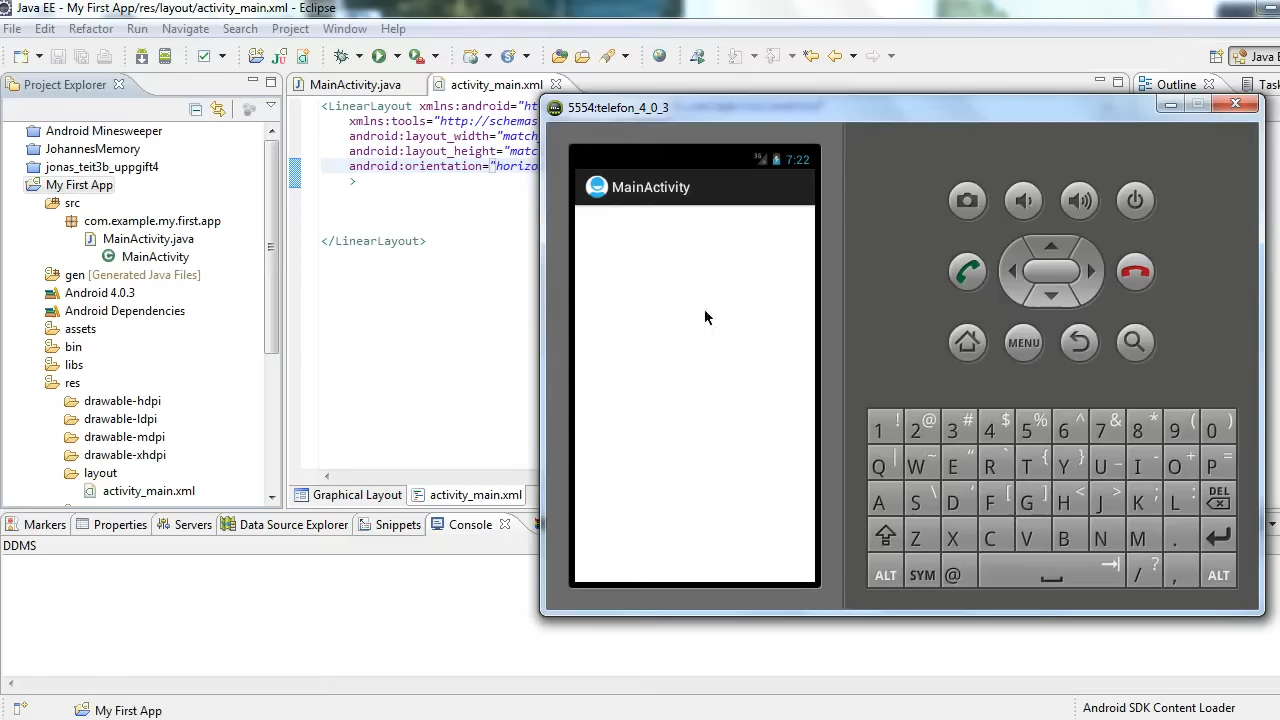 Java EE - My First App/res/layout/activity_main.xml - Eclipse
File Edit Refactor Run Navigate Search Project Window Help
Java E
Project Explorer
Android Minesweeper
JohannesMemory
jonas_teit3b_uppgift4
My First App
src
com.example.my.first.app
MainActivity.java
MainActivity
gen [Generated Java Files]
Android 4.0.3
Android Dependencies
assets
bin
libs
res
drawable-hdpi
drawable-ldpi
drawable-mdpi
drawable-xhdpi
layout
activity_main.xml
MainActivity.java
activity_main.xml
<LinearLayout xmlns:android="ht
xmlns:tools="http://schemas
android:layout_width="match
android:layout_height="matc
android:orientation="horizo
>
</LinearLayout>
Graphical Layout
activity_main.xml
Outline
Task
5554:telefon_4_0_3
3G 7:22
MainActivity
MENU
1 ! 2 @ 3 # 4 $ 5 % 6 ^ 7 & 8 * 9 ( 0 )
Q | W ~ E " R ` T { Y } U _ I - O + P =
A S \ D ' F [ G ] H < J > K ; L : DEL
Z X C V B N M .
ALT SYM @ / ? , ALT
Markers Properties Servers Data Source Explorer Snippets Console
DDMS
My First App
Android SDK Content Loader